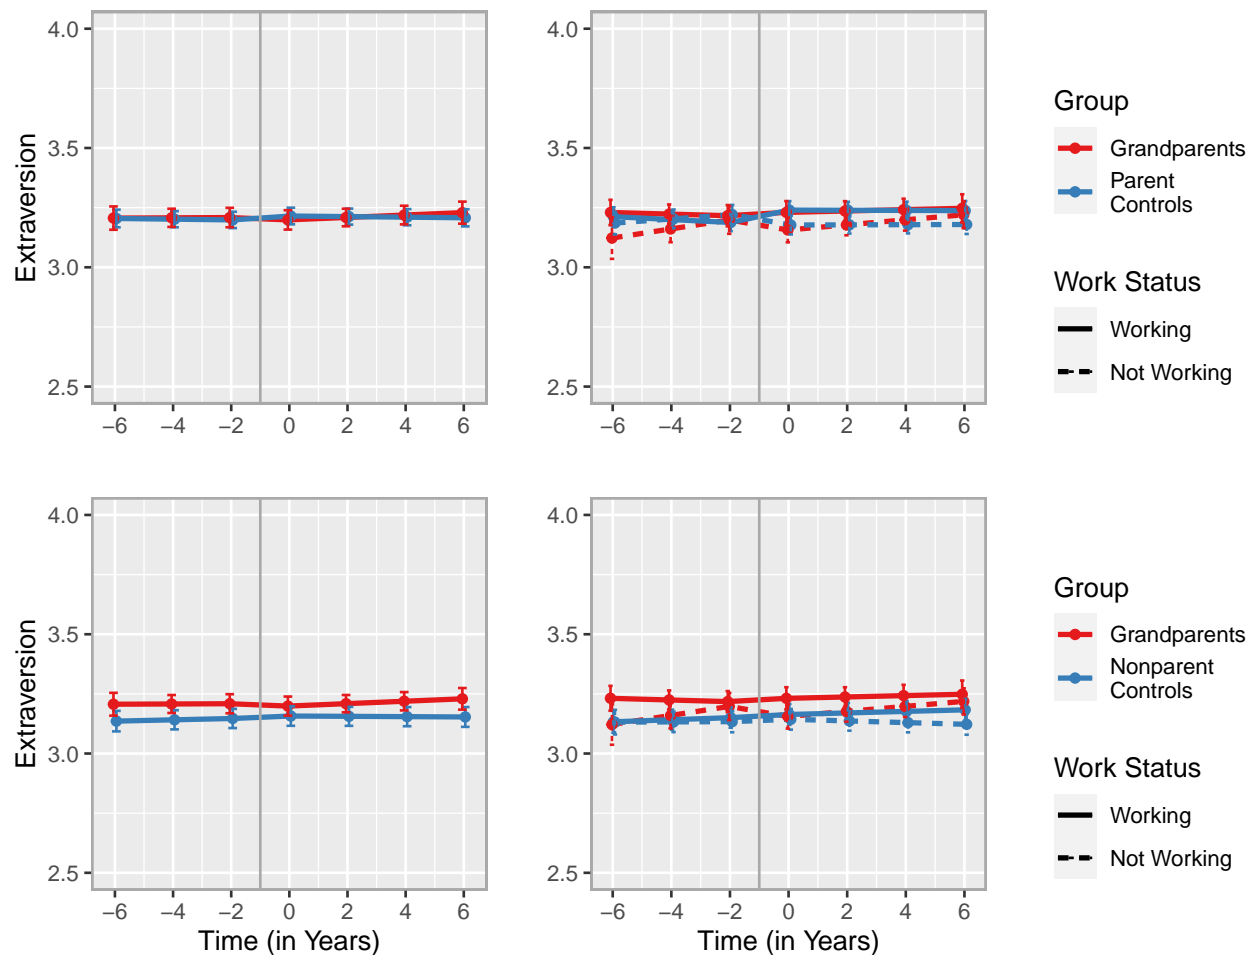 4.0
3.5
3.0
2.5
Extraversion
−6 −4 −2 0 2 4 6
4.0
3.5
3.0
2.5
−6 −4 −2 0 2 4 6
Group
Grandparents
Parent
Controls
Work Status
Working
Not Working
4.0
3.5
3.0
2.5
Extraversion
−6 −4 −2 0 2 4 6
Time (in Years)
4.0
3.5
3.0
2.5
−6 −4 −2 0 2 4 6
Time (in Years)
Group
Grandparents
Nonparent
Controls
Work Status
Working
Not Working